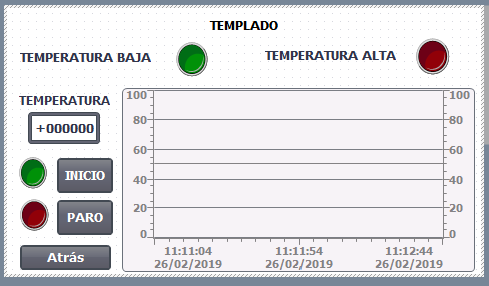 TEMPLADO
TEMPERATURA BAJA
TEMPERATURA ALTA
TEMPERATURA
+000000
INICIO
PARO
Atrás
100 100
80 80
60 60
40 40
20 20
0 0
11:11:04 11:11:54 11:12:44
26/02/2019 26/02/2019 26/02/2019